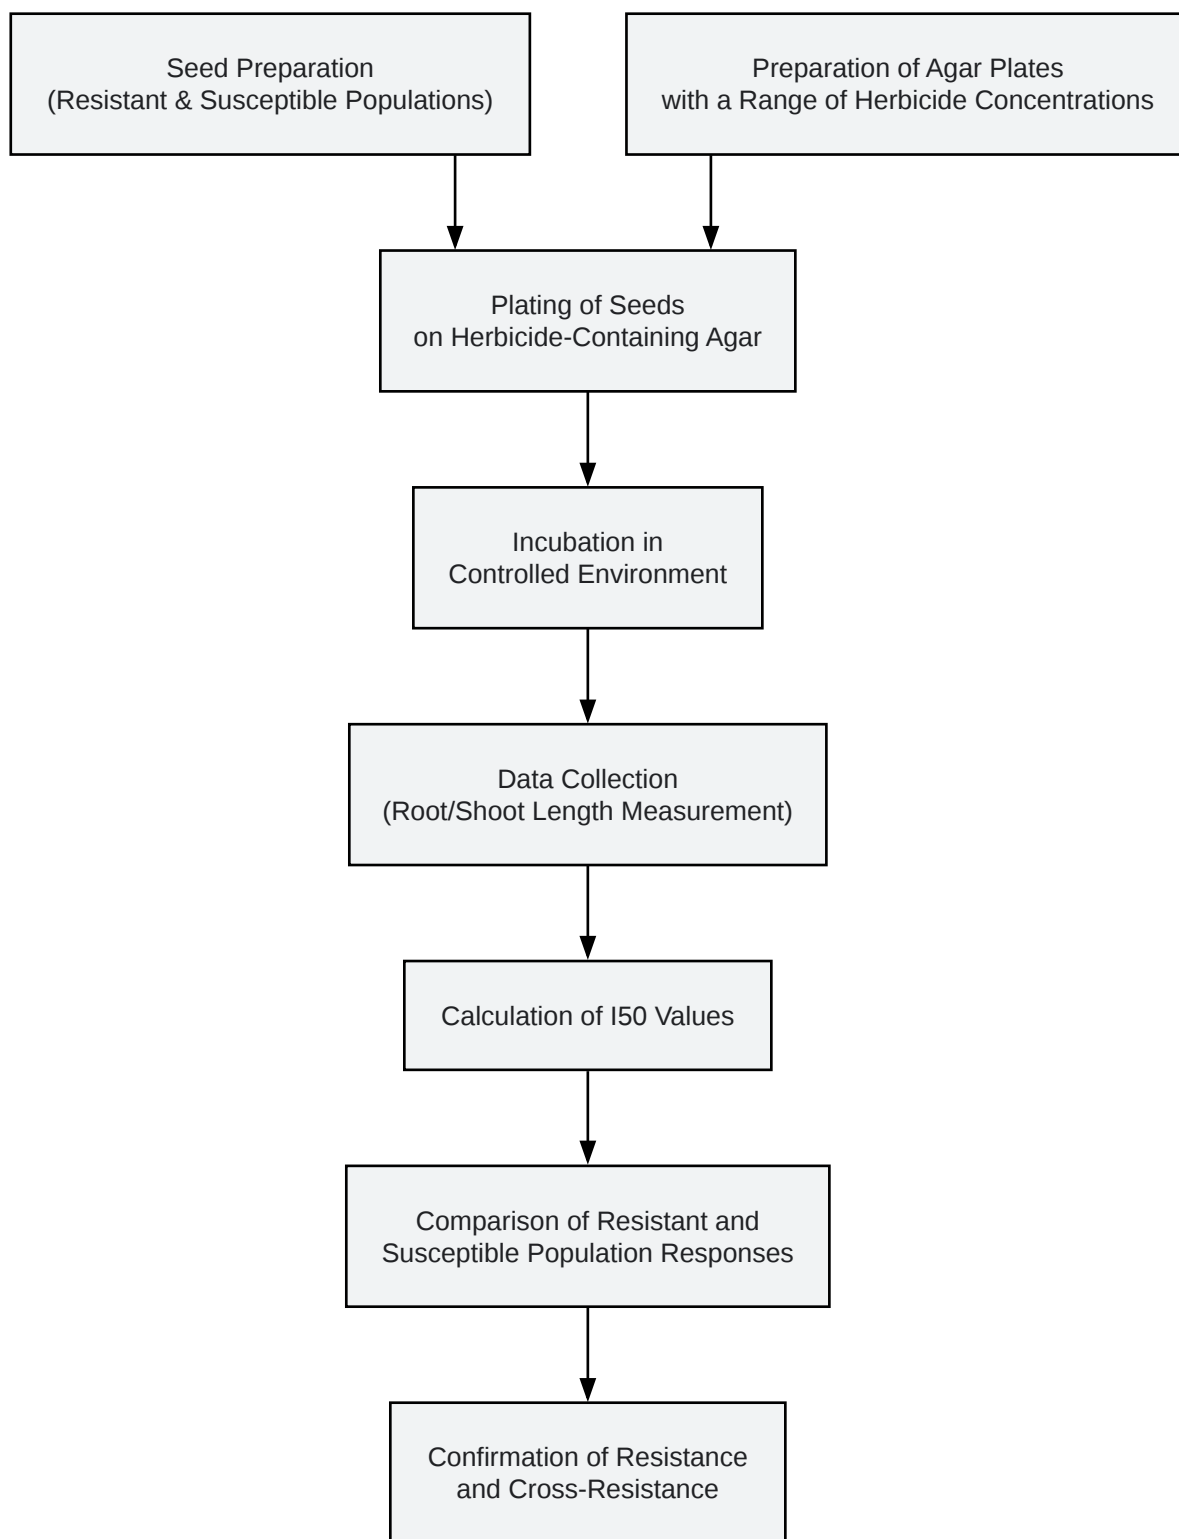 Seed Preparation
(Resistant & Susceptible Populations)
Preparation of Agar Plates
with a Range of Herbicide Concentrations
Plating of Seeds
on Herbicide-Containing Agar
Incubation in
Controlled Environment
Data Collection
(Root/Shoot Length Measurement)
Calculation of I50 Values
Comparison of Resistant and
Susceptible Population Responses
Confirmation of Resistance
and Cross-Resistance